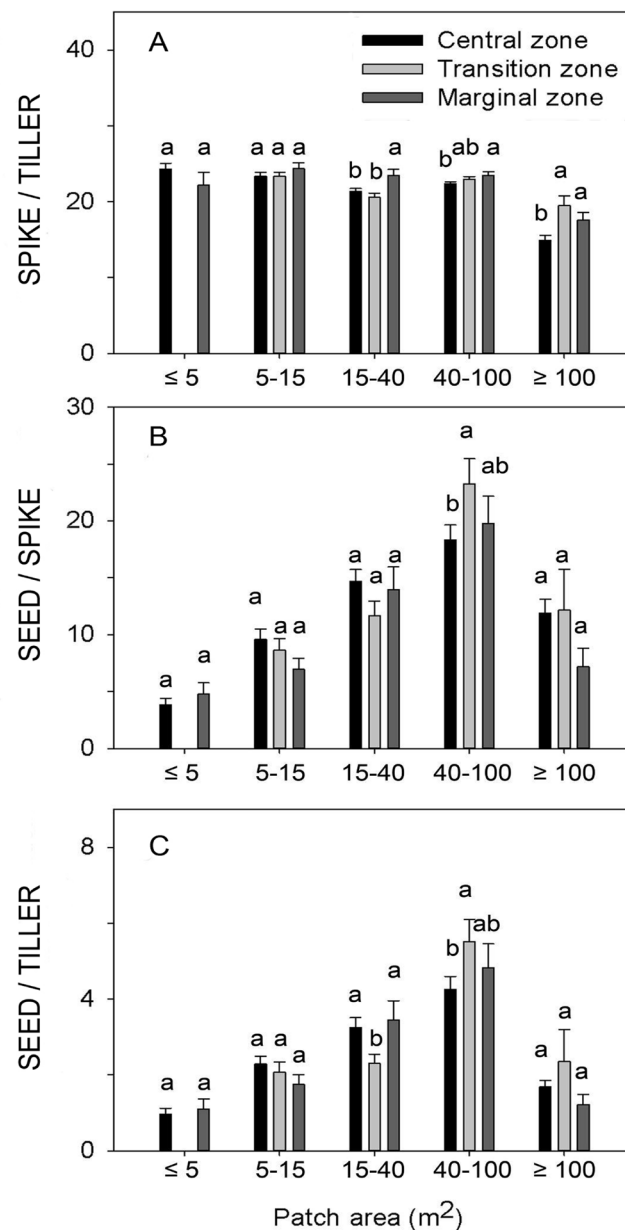 A
Central zone
Transition zone
Marginal zone
SPIKE / TILLER
40
20
0
a a a a a b b a b ab a b a a
≤ 5 5-15 15-40 40-100 ≥ 100
B
SEED / SPIKE
30
20
10
0
a a a a a a a a b a ab a a a
≤ 5 5-15 15-40 40-100 ≥ 100
C
SEED / TILLER
8
4
0
a a a a a a b a b a ab a a a
≤ 5 5-15 15-40 40-100 ≥ 100
Patch area (m²)